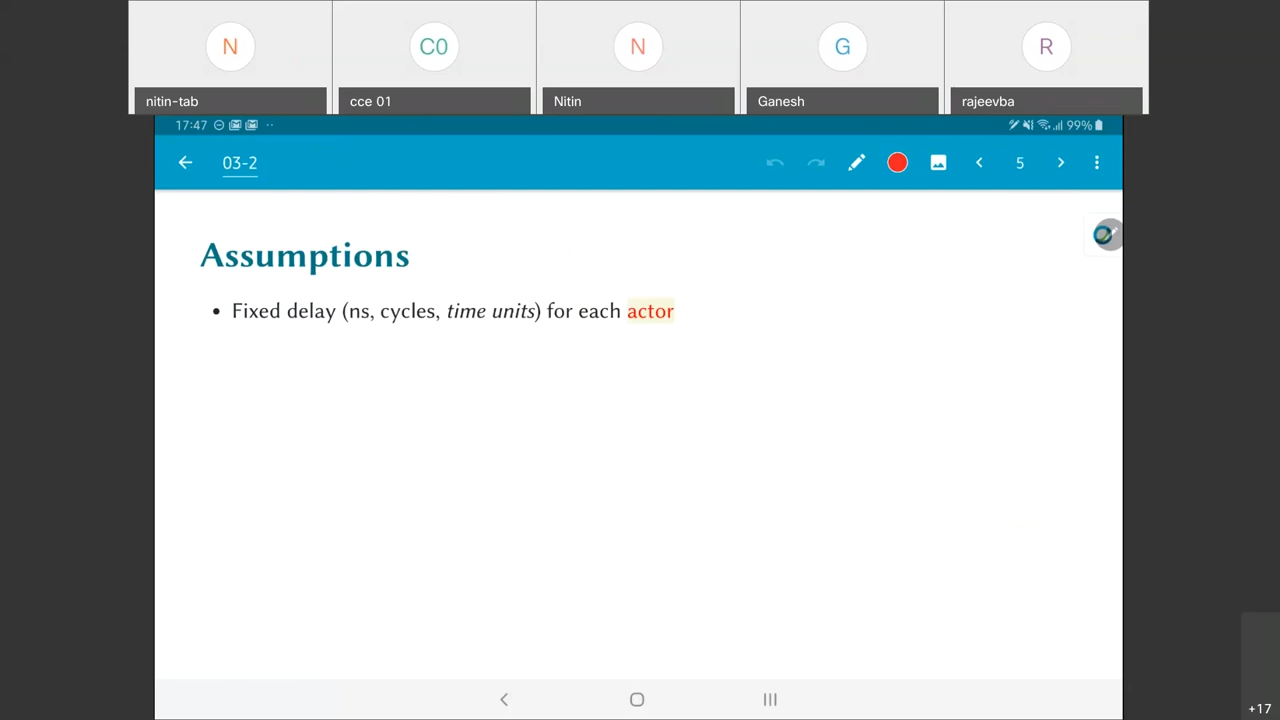 N
C0
N
G
R
nitin-tab
cce 01
Nitin
Ganesh
rajeevba
17:47
99%
03-2
5
Assumptions
• Fixed delay (ns, cycles, time units) for each actor
+17